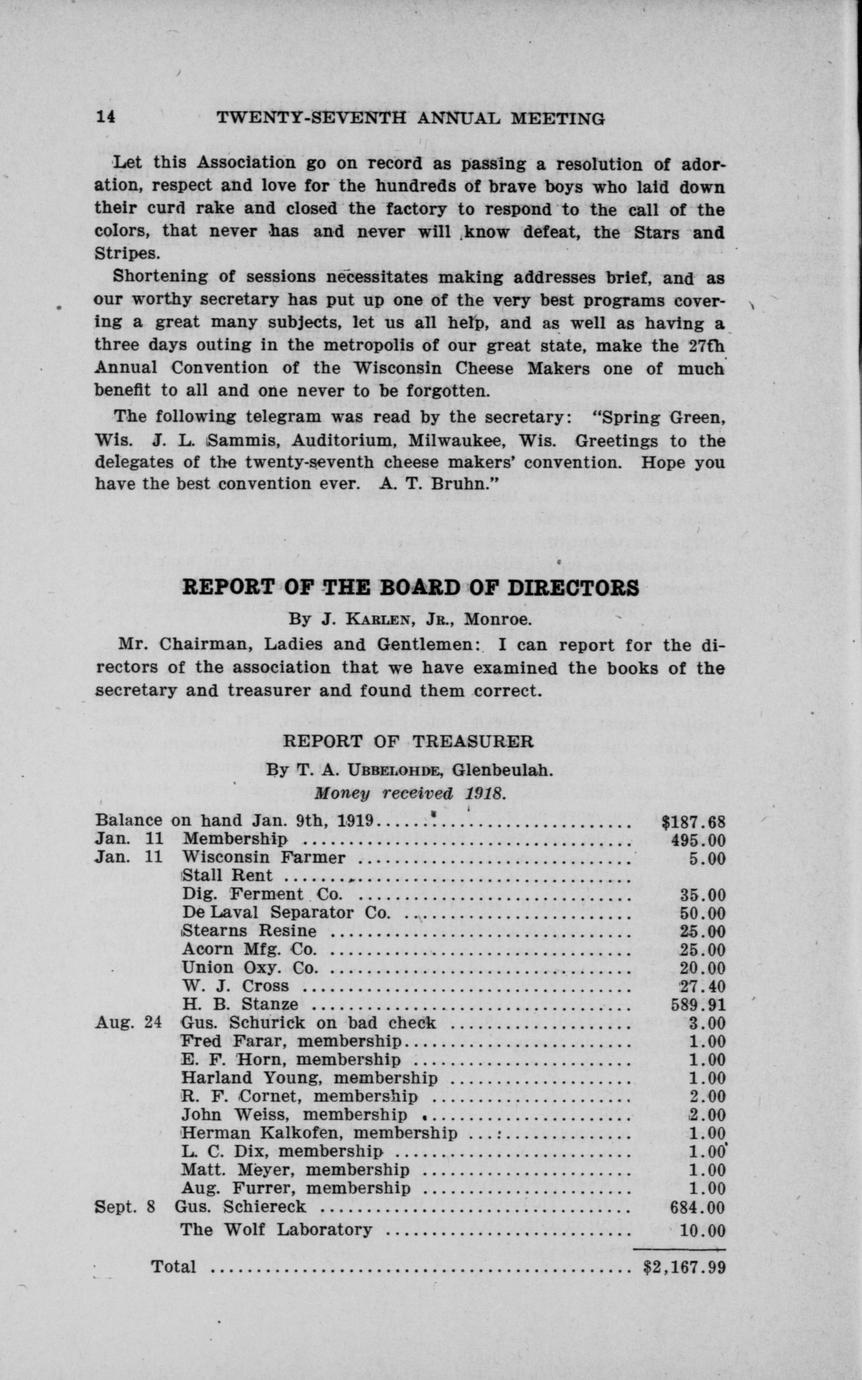 14 TWENTY-SEVENTH ANNUAL MEETING
Let this Association go on record as passing a resolution of ador-
ation, respect and love for the hundreds of brave boys who laid down
their curd rake and closed the factory to respond to the call of the
colors, that never has and never will know defeat, the Stars and
Stripes.
Shortening of sessions necessitates making addresses brief, and as
our worthy secretary has put up one of the very best programs cover-
ing a great many subjects, let us all help, and as well as having a
three days outing in the metropolis of our great state, make the 27th
Annual Convention of the Wisconsin Cheese Makers one of much
benefit to all and one never to be forgotten.
The following telegram was read by the secretary: "Spring Green,
Wis. J. L. Sammis, Auditorium, Milwaukee, Wis. Greetings to the
delegates of the twenty-seventh cheese makers' convention. Hope you
have the best convention ever. A. T. Bruhn."
REPORT OF THE BOARD OF DIRECTORS
By J. KARLEN, JR., Monroe.
Mr. Chairman, Ladies and Gentlemen: I can report for the di-
rectors of the association that we have examined the books of the
secretary and treasurer and found them correct.
REPORT OF TREASURER
By T. A. UBBELOHDE, Glenbeulah.
Money received 1918.
Balance on hand Jan. 9th, 1919 $187.68
Jan. 11 Membership 495.00
Jan. 11 Wisconsin Farmer 5.00
Stall Rent
Dig. Ferment Co. 35.00
De Laval Separator Co. 50.00
Stearns Resine 25.00
Acorn Mfg. Co. 25.00
Union Oxy. Co. 20.00
W. J. Cross 27.40
H. B. Stanze 589.91
Aug. 24 Gus. Schurick on bad check 3.00
Fred Farar, membership 1.00
E. F. Horn, membership 1.00
Harland Young, membership 1.00
R. F. Cornet, membership 2.00
John Weiss, membership 2.00
Herman Kalkofen, membership 1.00
L. C. Dix, membership 1.00
Matt. Meyer, membership 1.00
Aug. Furrer, membership 1.00
Sept. 8 Gus. Schiereck 684.00
The Wolf Laboratory 10.00
Total $2,167.99